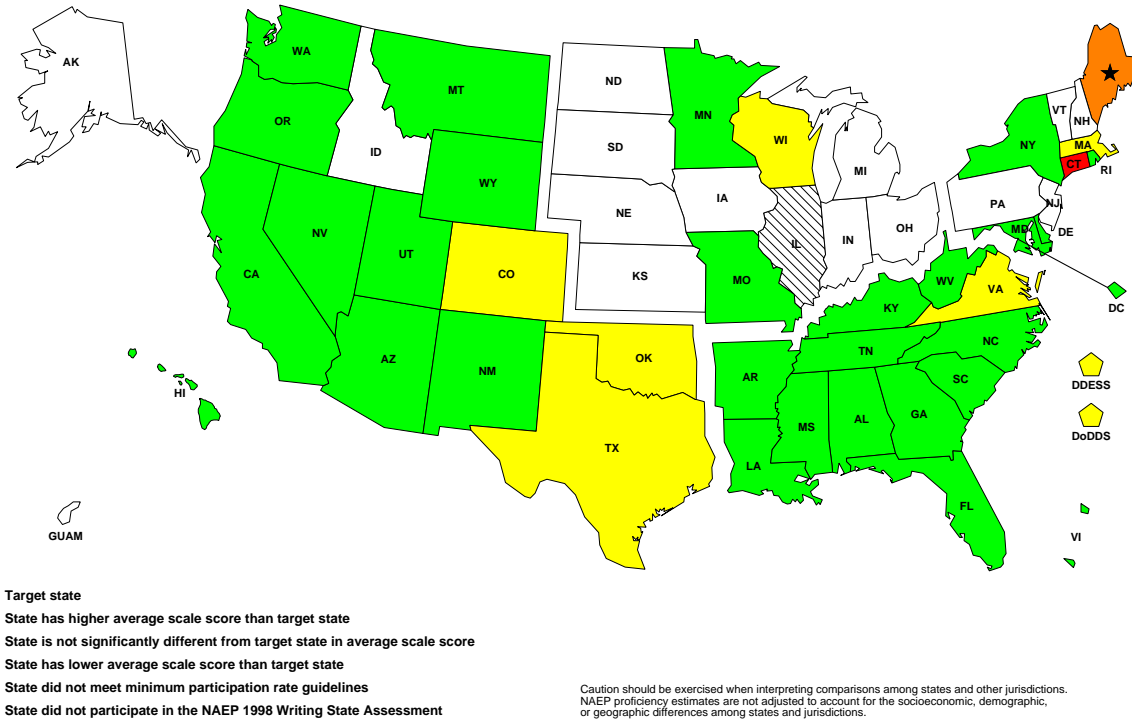 AK
WA
MT
ND
MN
VT
NH
OR
ID
SD
WI
NY
MA
CT
RI
WY
MI
IA
PA
NJ
NE
OH
NV
UT
IL
IN
MD
DE
CA
CO
KS
MO
WV
VA
KY
DC
AZ
NM
OK
TN
NC
AR
SC
DDESS
HI
MS
AL
GA
TX
DoDDS
LA
FL
GUAM
VI
Target state
State has higher average scale score than target state
State is not significantly different from target state in average scale score
State has lower average scale score than target state
State did not meet minimum participation rate guidelines
State did not participate in the NAEP 1998 Writing State Assessment
Caution should be exercised when interpreting comparisons among states and other jurisdictions.
NAEP proficiency estimates are not adjusted to account for the socioeconomic, demographic,
or geographic differences among states and jurisdictions.